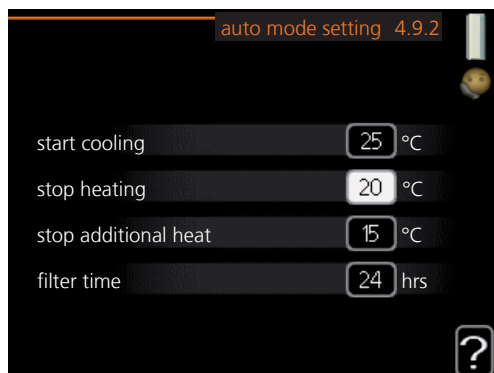 auto mode setting 4.9.2
start cooling 25 °C
stop heating 20 °C
stop additional heat 15 °C
filter time 24 hrs
?